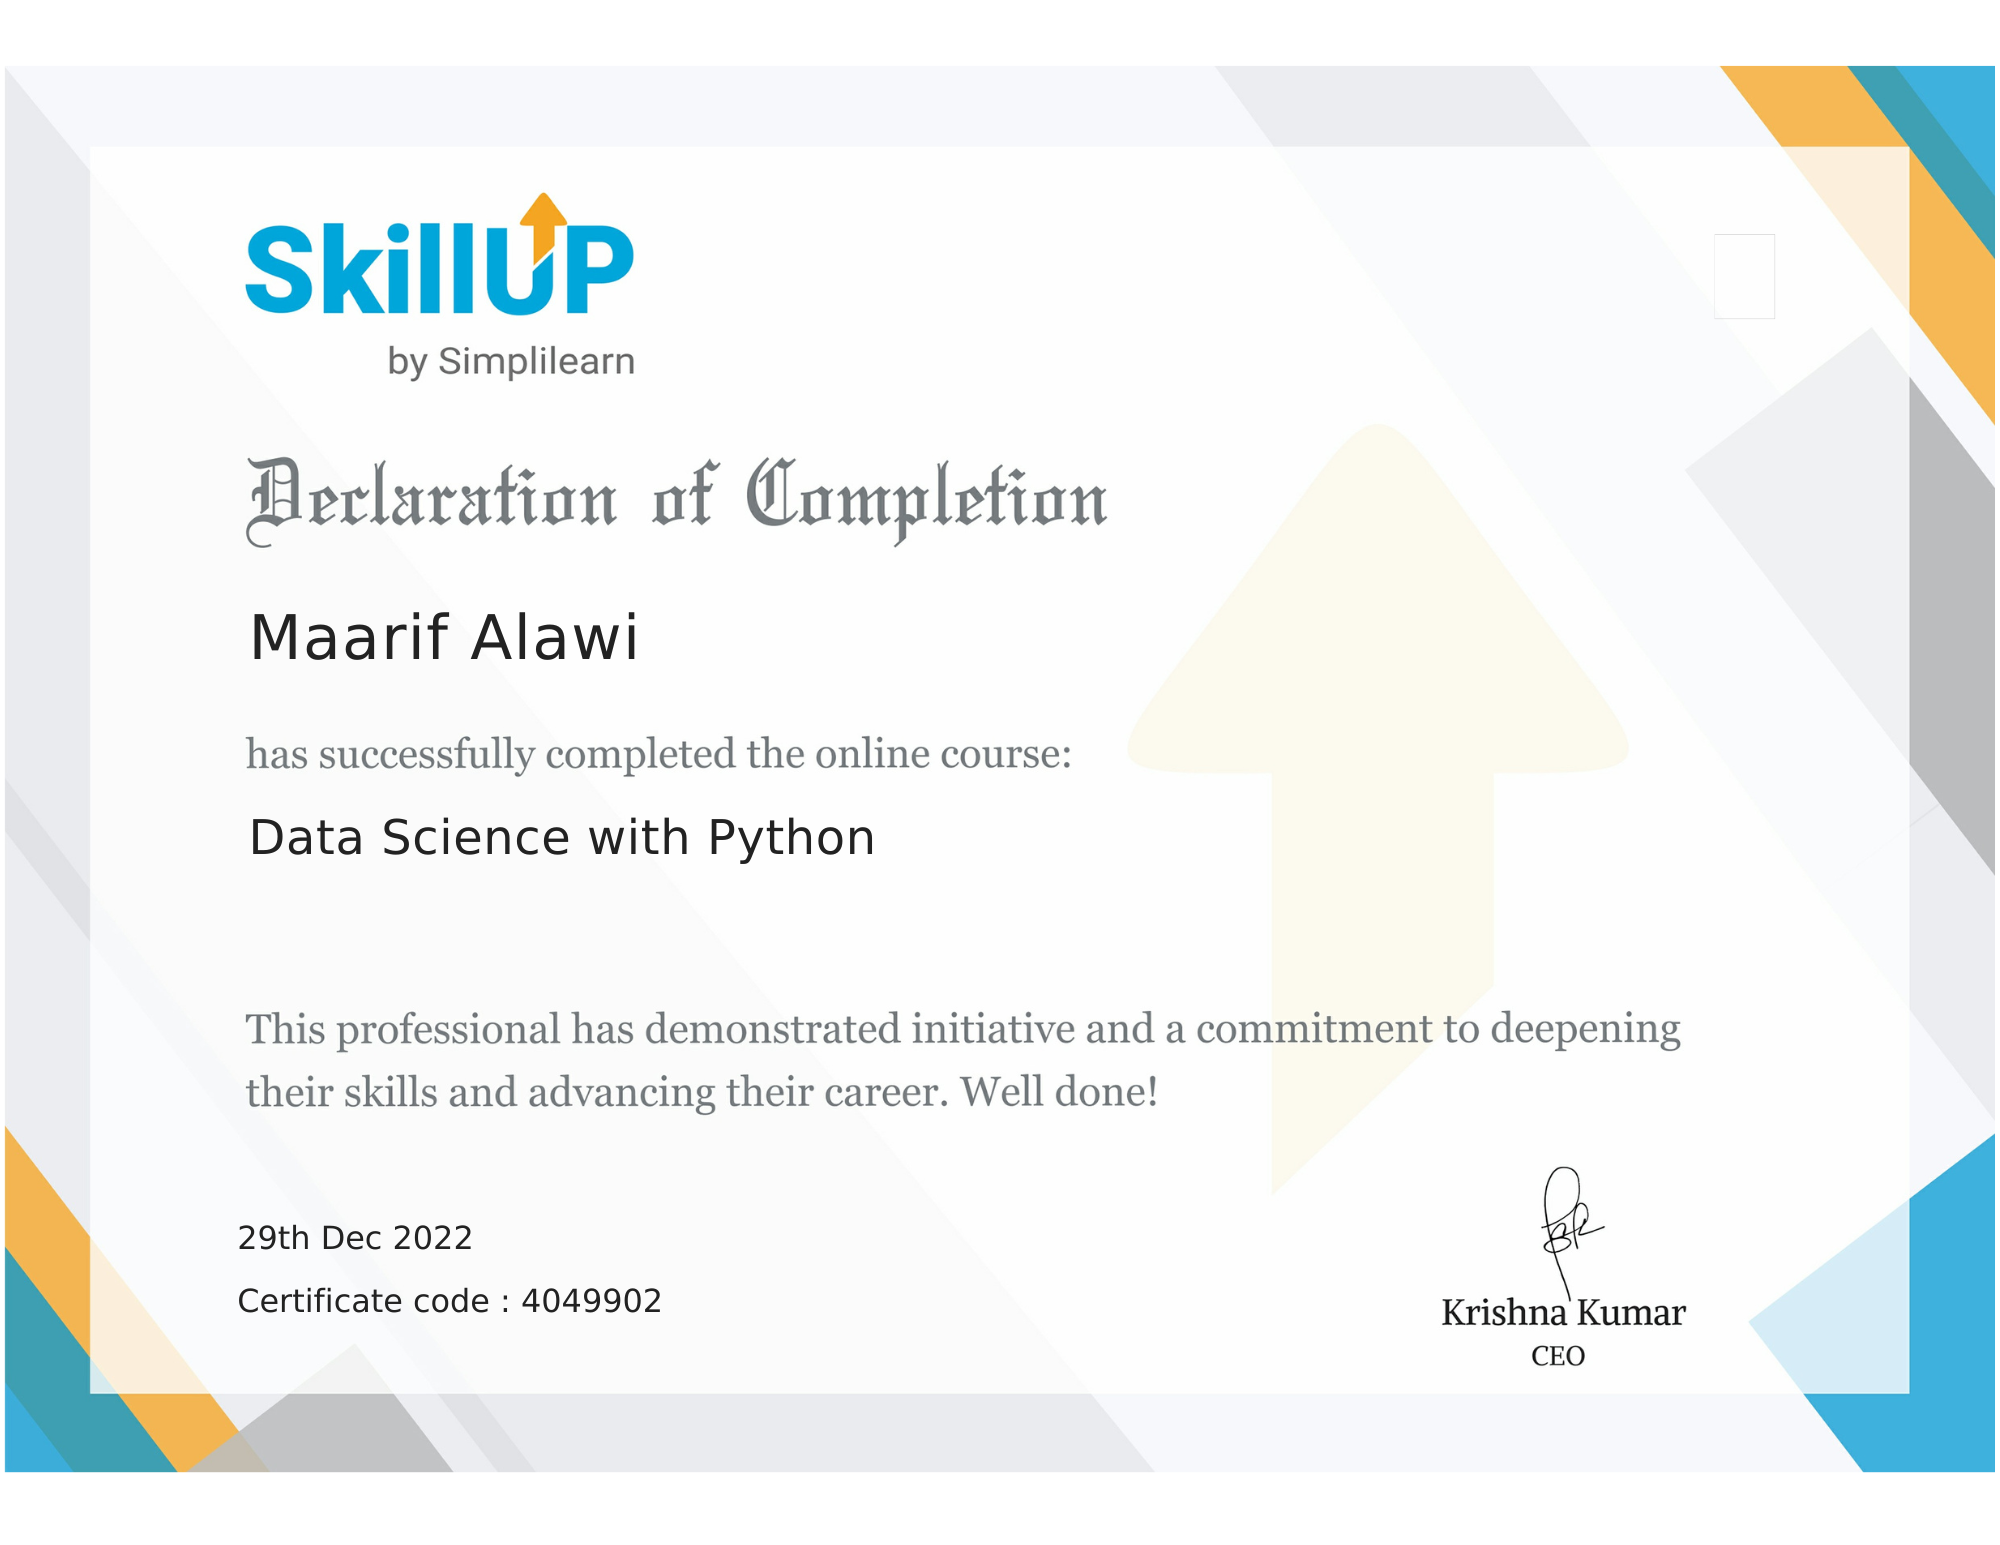 SkillUP
by Simplilearn
Declaration of Completion
Maarif Alawi
has successfully completed the online course:
Data Science with Python
This professional has demonstrated initiative and a commitment to deepening
their skills and advancing their career. Well done!
29th Dec 2022
Certificate code : 4049902
Krishna Kumar
CEO